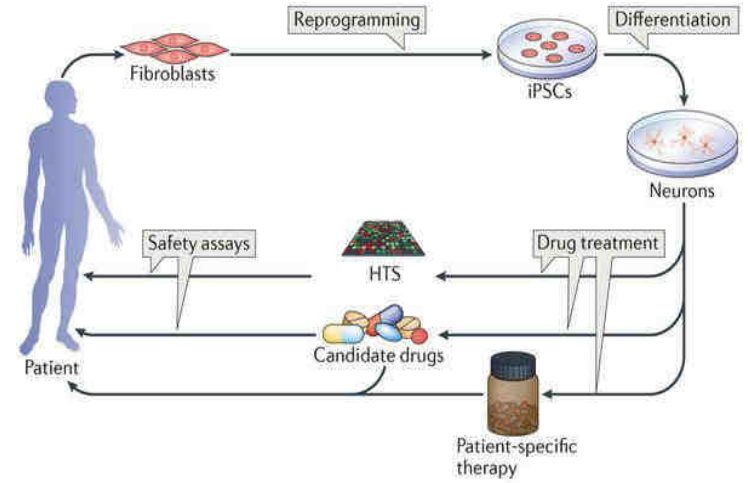 Reprogramming
Differentiation
Fibroblasts
iPSCs
Neurons
Safety assays
Drug treatment
HTS
Candidate drugs
Patient
Patient-specific
therapy